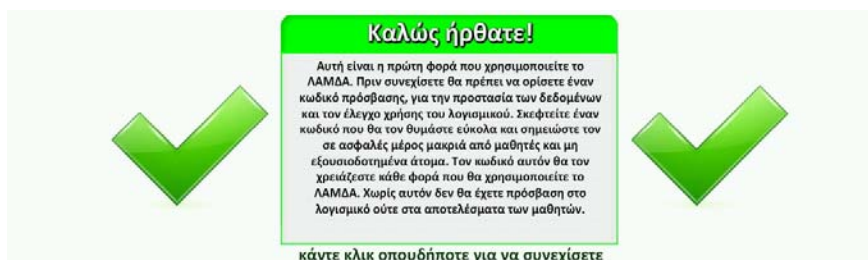 Καλώς ήρθατε!
Αυτή είναι η πρώτη φορά που χρησιμοποιείτε το
ΛΑΜΔΑ. Πριν συνεχίσετε θα πρέπει να ορίσετε έναν
κωδικό πρόσβασης, για την προστασία των δεδομένων
και τον έλεγχο χρήσης του λογισμικού. Σκεφτείτε έναν
κωδικό που θα τον θυμάστε εύκολα και σημειώστε τον
σε ασφαλές μέρος μακριά από μαθητές και μη
εξουσιοδοτημένα άτομα. Τον κωδικό αυτόν θα τον
χρειάζεστε κάθε φορά που θα χρησιμοποιείτε το
ΛΑΜΔΑ. Χωρίς αυτόν δεν θα έχετε πρόσβαση στο
λογισμικό ούτε στα αποτελέσματα των μαθητών.
κάντε κλικ οπουδήποτε για να συνεχίσετε